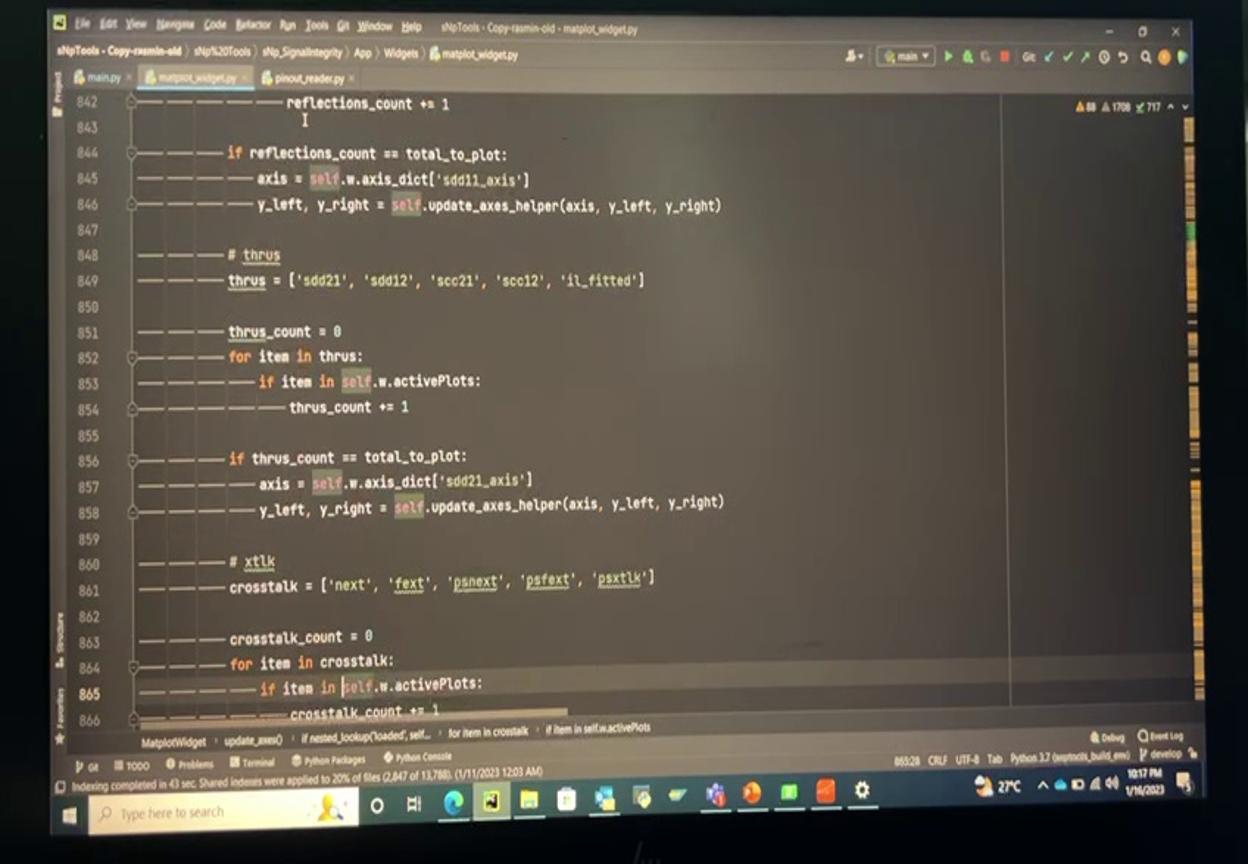 File Edit View Navigate Code Refactor Run Tools Git Window Help sNpTools - Copy-rasmin-old - matplot_widget.py
sNpTools - Copy-rasmin-old sNp%20Tools sNp_SignalIntegrity App Widgets matplot_widget.py main Git:
Project main.py matplot_widget.py pinout_reader.py
88 1708 717
842 reflections_count += 1
843
844 if reflections_count == total_to_plot:
845 axis = self.w.axis_dict['sdd11_axis']
846 y_left, y_right = self.update_axes_helper(axis, y_left, y_right)
847
848 # thrus
849 thrus = ['sdd21', 'sdd12', 'scc21', 'scc12', 'il_fitted']
850
851 thrus_count = 0
852 for item in thrus:
853 if item in self.w.activePlots:
854 thrus_count += 1
855
856 if thrus_count == total_to_plot:
857 axis = self.w.axis_dict['sdd21_axis']
858 y_left, y_right = self.update_axes_helper(axis, y_left, y_right)
859
860 # xtlk
861 crosstalk = ['next', 'fext', 'psnext', 'psfext', 'psxtlk']
862
863 crosstalk_count = 0
864 for item in crosstalk:
865 if item in self.w.activePlots:
866 crosstalk_count += 1
Structure
Favorites
MatplotWidget update_axes() if nested_lookup('loaded', self... for item in crosstalk if item in self.w.activePlots
Git TODO Problems Terminal Python Packages Python Console Debug Event Log
Indexing completed in 43 sec. Shared indexes were applied to 20% of files (2,847 of 13,788). (1/11/2023 12:03 AM) 865:28 CRLF UTF-8 Tab Python 3.7 develop
Type here to search 27°C 10:17 PM
1/16/2023